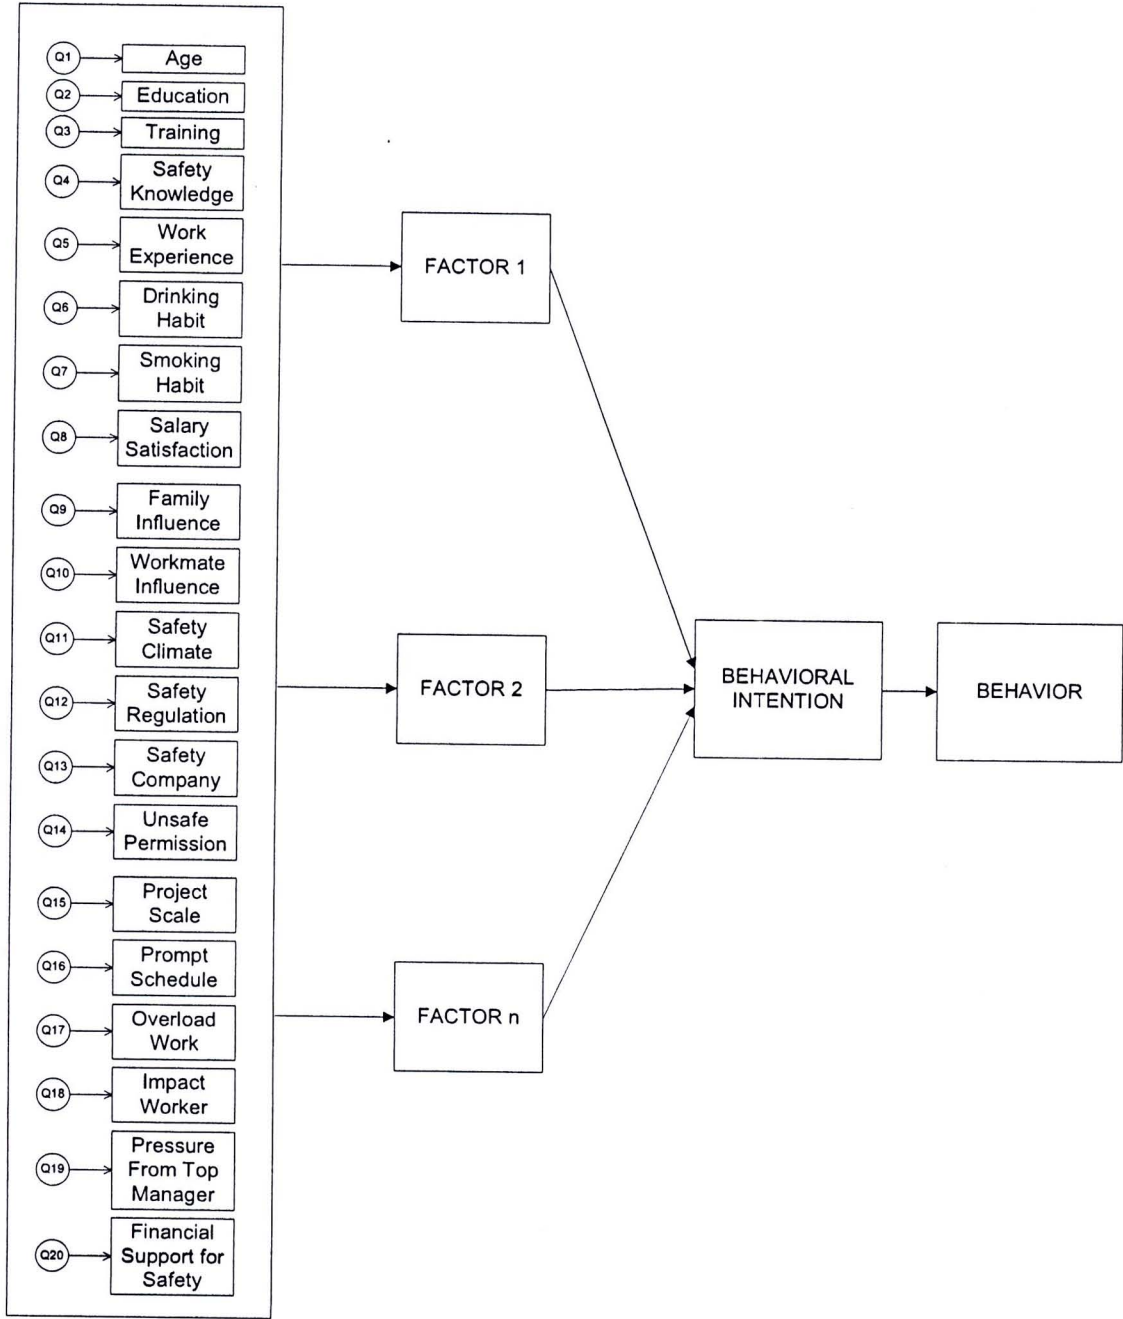 Q1
Age
Q2
Education
Q3
Training
Q4
Safety
Knowledge
Q5
Work
Experience
Q6
Drinking
Habit
Q7
Smoking
Habit
Q8
Salary
Satisfaction
Q9
Family
Influence
Q10
Workmate
Influence
Q11
Safety
Climate
Q12
Safety
Regulation
Q13
Safety
Company
Q14
Unsafe
Permission
Q15
Project
Scale
Q16
Prompt
Schedule
Q17
Overload
Work
Q18
Impact
Worker
Q19
Pressure
From Top
Manager
Q20
Financial
Support for
Safety
FACTOR 1
FACTOR 2
FACTOR n
BEHAVIORAL
INTENTION
BEHAVIOR